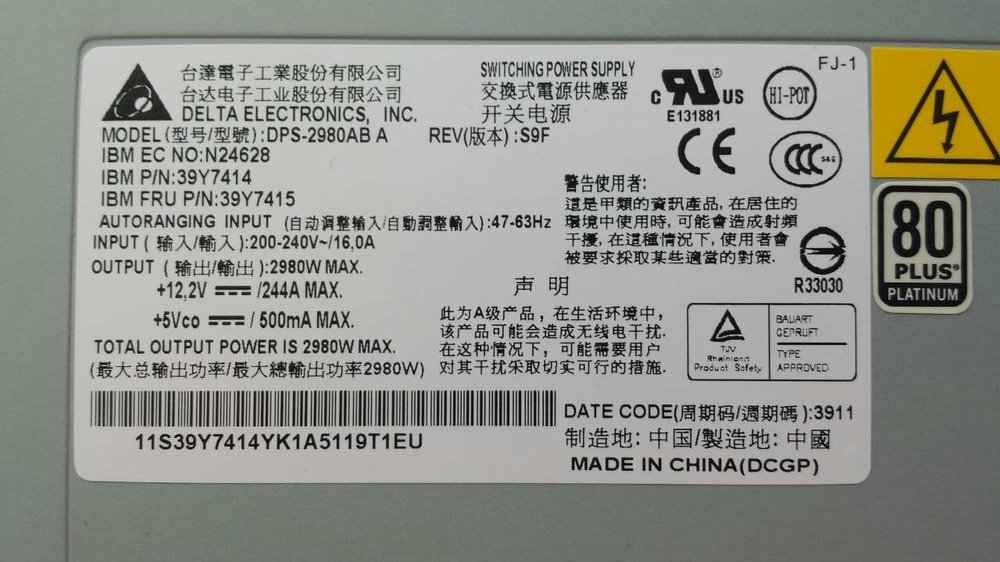 台達電子工業股份有限公司
台达电子工业股份有限公司
DELTA ELECTRONICS, INC.
MODEL(型号/型號):DPS-2980AB A REV(版本):S9F
IBM EC NO:N24628
IBM P/N:39Y7414
IBM FRU P/N:39Y7415
AUTORANGING INPUT (自动调整输入/自動調整輸入):47-63Hz
INPUT(输入/輸入):200-240V~/16,0A
OUTPUT(输出/輸出):2980W MAX.
+12,2V ⎓ /244A MAX.
+5Vco ⎓ / 500mA MAX.
TOTAL OUTPUT POWER IS 2980W MAX.
(最大总输出功率/最大總輸出功率2980W)
11S39Y7414YK1A5119T1EU
SWITCHING POWER SUPPLY
交換式電源供應器
开关电源
c RU ® US
E131881
HI-POT
FJ-1
CE
CCC S&E
警告使用者:
這是甲類的資訊產品,在居住的
環境中使用時,可能會造成射頻
干擾,在這種情況下,使用者會
被要求採取某些適當的對策.
R33030
声 明
此为A级产品,在生活环境中,
该产品可能会造成无线电干扰.
在这种情况下,可能需要用户
对其干扰采取切实可行的措施.
TUV
Rheinland
Product Safety
BAUART
GEPRUFT
TYPE
APPROVED
DATE CODE(周期码/週期碼):3911
制造地: 中国/製造地: 中國
MADE IN CHINA(DCGP)
80
PLUS®
PLATINUM